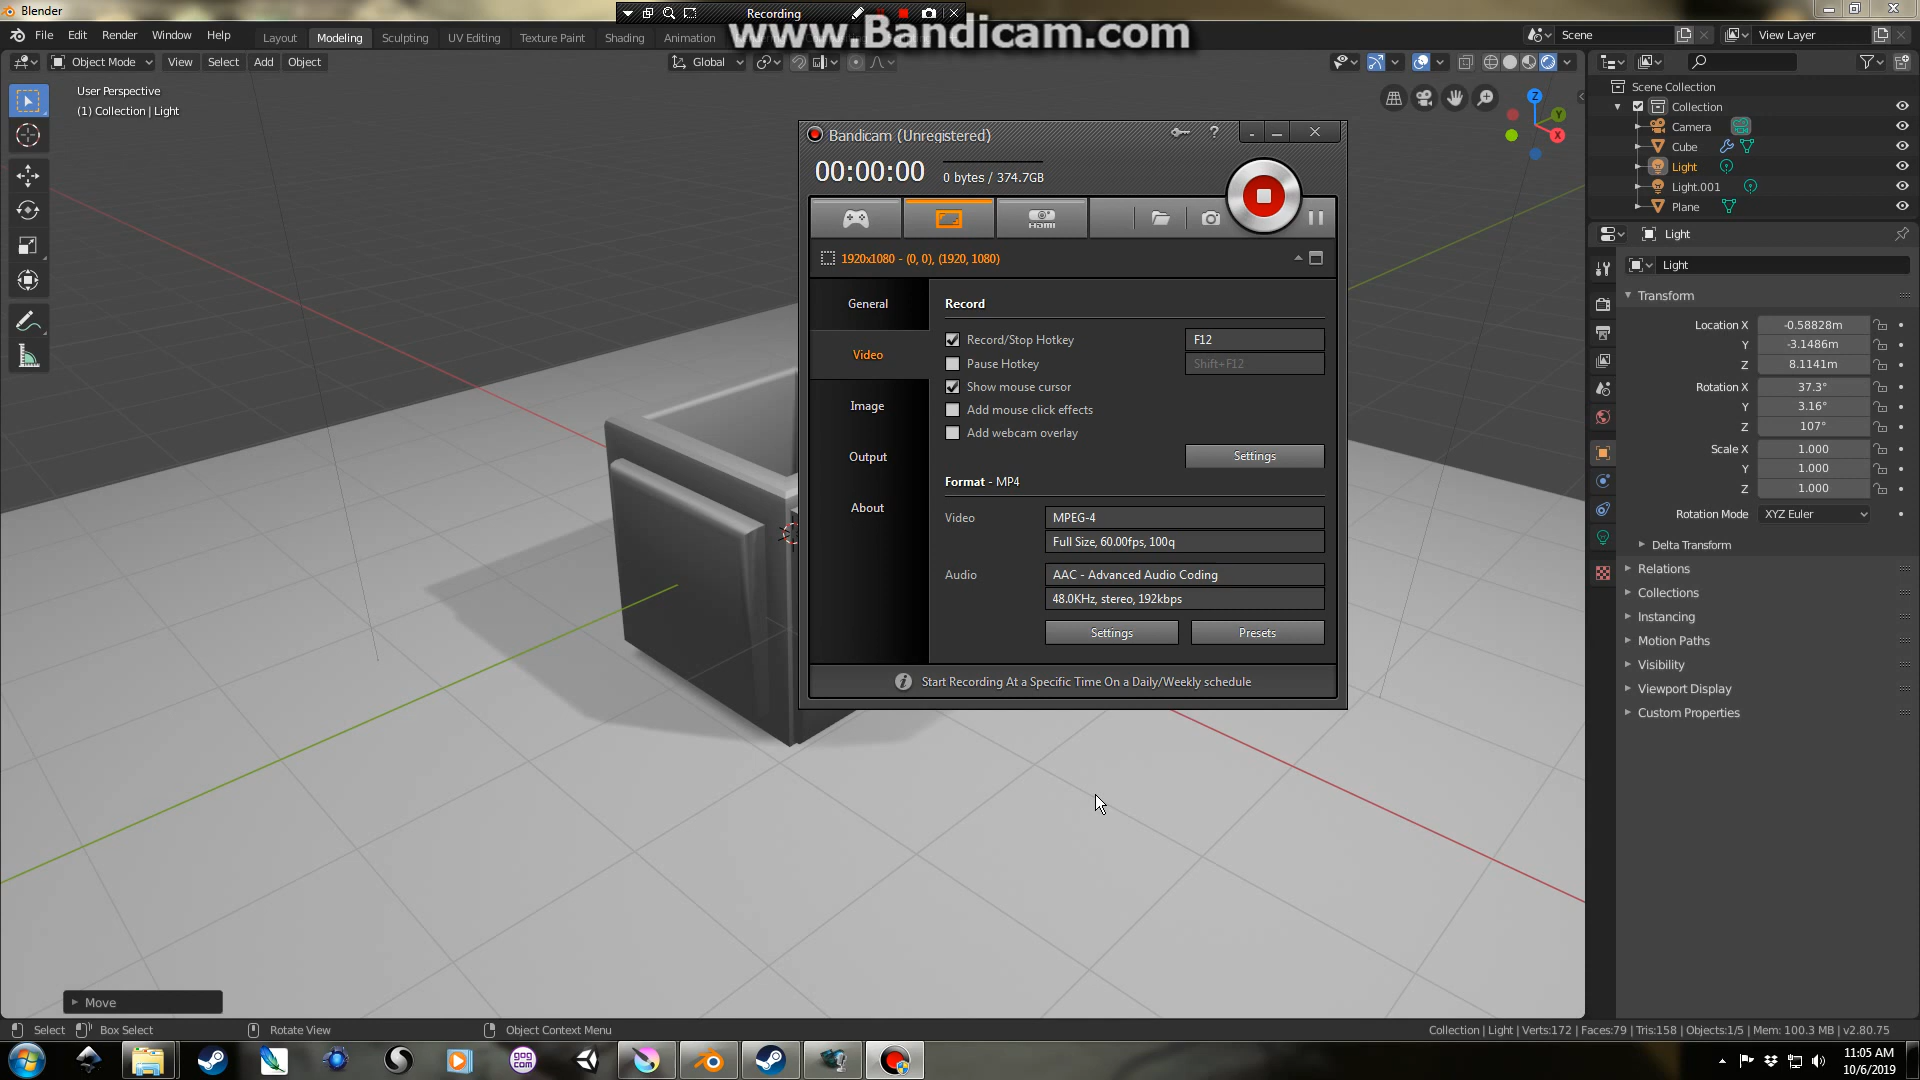 Blender
Recording
www.Bandicam.com
File Edit Render Window Help
Layout Modeling Sculpting UV Editing Texture Paint Shading Animation
Scene
View Layer
Object Mode View Select Add Object
Global
User Perspective
(1) Collection | Light
Z
Y
X
Bandicam (Unregistered)
?
00:00:00
0 bytes / 374.7GB
HDMI
1920x1080 - (0, 0), (1920, 1080)
General
Video
Image
Output
About
Record
Record/Stop Hotkey F12
Pause Hotkey Shift+F12
Show mouse cursor
Add mouse click effects
Add webcam overlay
Settings
Format - MP4
Video MPEG-4
Full Size, 60.00fps, 100q
Audio AAC - Advanced Audio Coding
48.0KHz, stereo, 192kbps
Settings Presets
Start Recording At a Specific Time On a Daily/Weekly schedule
Scene Collection
Collection
Camera
Cube
Light
Light.001
Plane
Light
Light
Transform
Location X -0.58828m
Y -3.1486m
Z 8.1141m
Rotation X 37.3°
Y 3.16°
Z 107°
Scale X 1.000
Y 1.000
Z 1.000
Rotation Mode XYZ Euler
Delta Transform
Relations
Collections
Instancing
Motion Paths
Visibility
Viewport Display
Custom Properties
Move
Select Box Select Rotate View Object Context Menu
Collection | Light | Verts:172 | Faces:79 | Tris:158 | Objects:1/5 | Mem: 100.3 MB | v2.80.75
gog
com
11:05 AM
10/6/2019